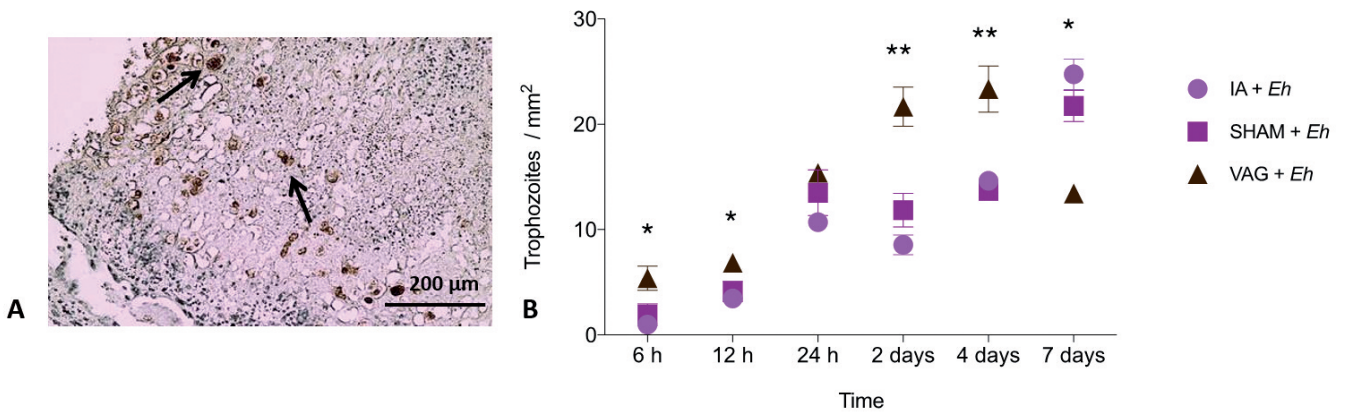 A
200 µm
B
Trophozoites / mm²
30
20
10
0
*
*
**
**
*
6 h
12 h
24 h
2 days
4 days
7 days
Time
IA + Eh
SHAM + Eh
VAG + Eh